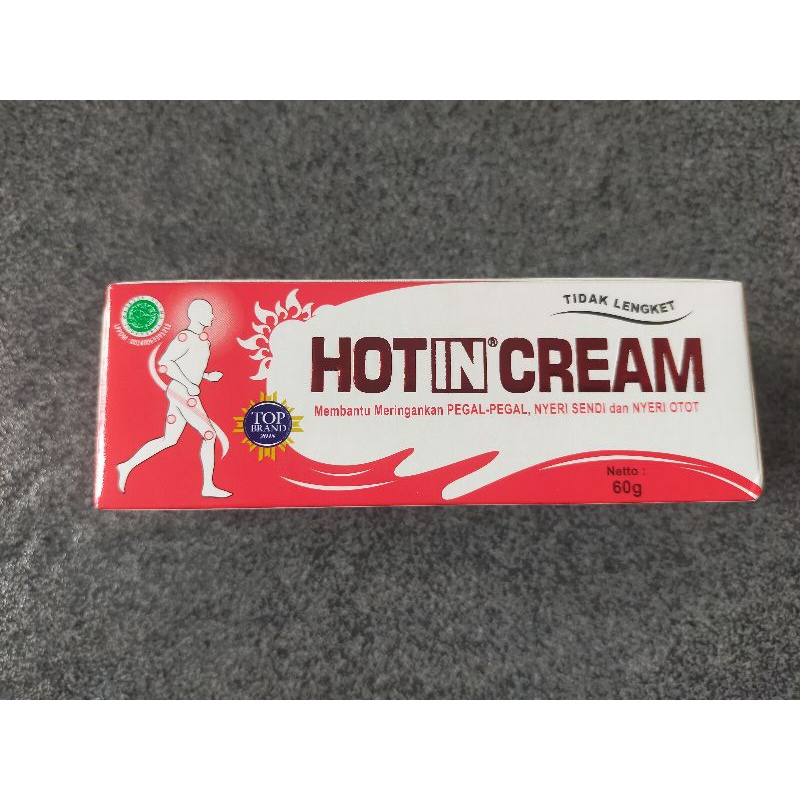 TIDAK LENGKET
HOTIN® CREAM
Membantu Meringankan PEGAL-PEGAL, NYERI SENDI dan NYERI OTOT
TOP
BRAND
2018
Netto :
60g